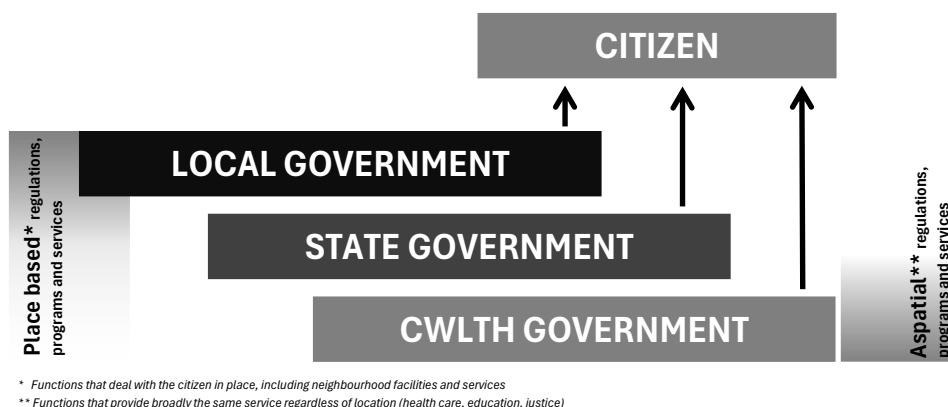 CITIZEN
LOCAL GOVERNMENT
STATE GOVERNMENT
CWLTH GOVERNMENT
Place based* regulations,
programs and services
Aspatial** regulations,
programs and services
* Functions that deal with the citizen in place, including neighbourhood facilities and services
** Functions that provide broadly the same service regardless of location (health care, education, justice)